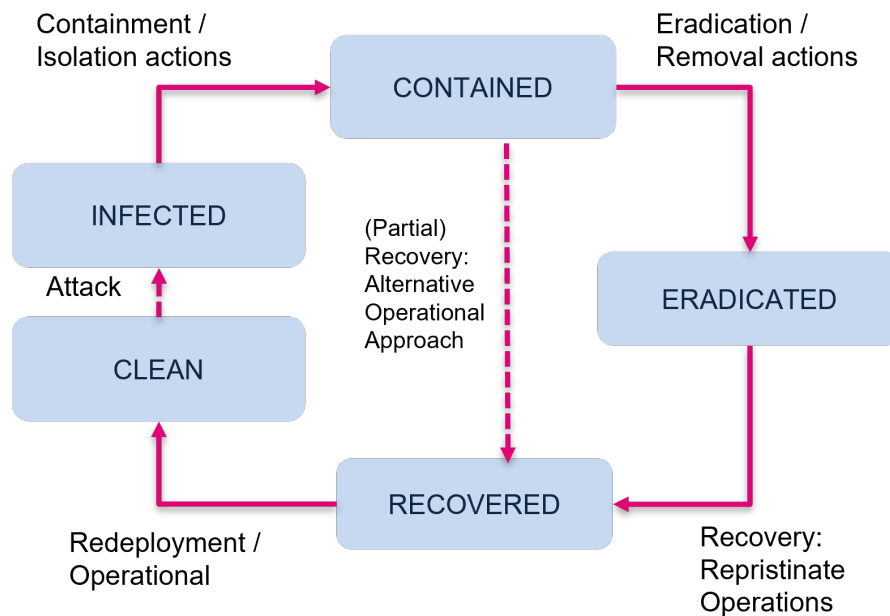 Containment /
Isolation actions
Eradication /
Removal actions
CONTAINED
INFECTED
(Partial)
Recovery:
Alternative
Operational
Approach
ERADICATED
Attack
CLEAN
RECOVERED
Redeployment /
Operational
Recovery:
Repristinate
Operations